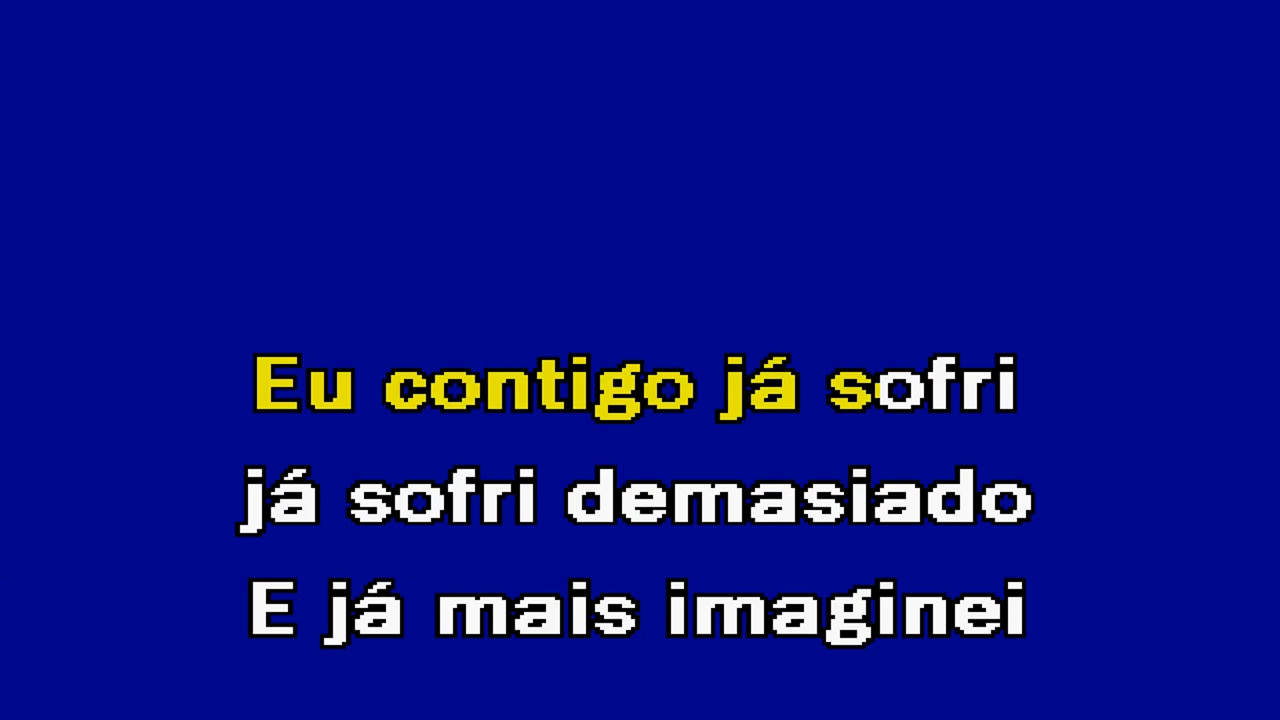 Eu contigo já sofri
já sofri demasiado
E já mais imaginei